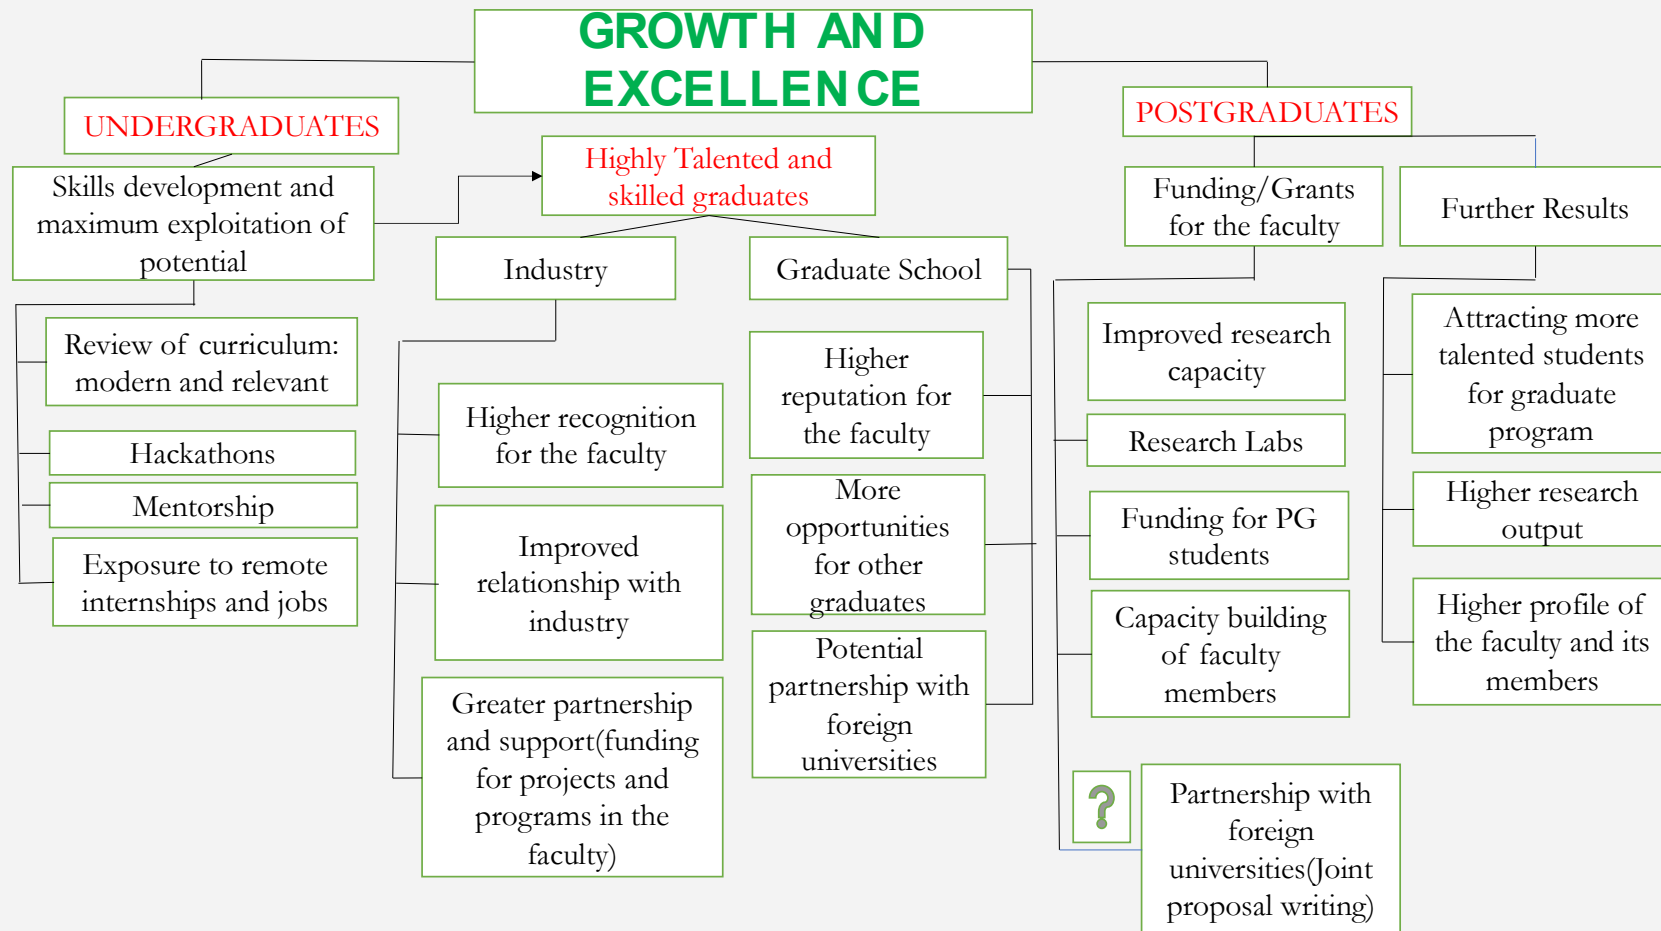 GROWTH AND
EXCELLENCE
UNDERGRADUATES
Skills development and
maximum exploitation of
potential
Review of curriculum:
modern and relevant
Hackathons
Mentorship
Exposure to remote
internships and jobs
Highly Talented and
skilled graduates
Industry
Higher recognition
for the faculty
Improved
relationship with
industry
Greater partnership
and support(funding
for projects and
programs in the
faculty)
Graduate School
Higher
reputation for
the faculty
More
opportunities
for other
graduates
Potential
partnership with
foreign
universities
POSTGRADUATES
Funding/Grants
for the faculty
Improved research
capacity
Research Labs
Funding for PG
students
Capacity building
of faculty
members
?
Partnership with
foreign
universities(Joint
proposal writing)
Further Results
Attracting more
talented students
for graduate
program
Higher research
output
Higher profile of
the faculty and its
members